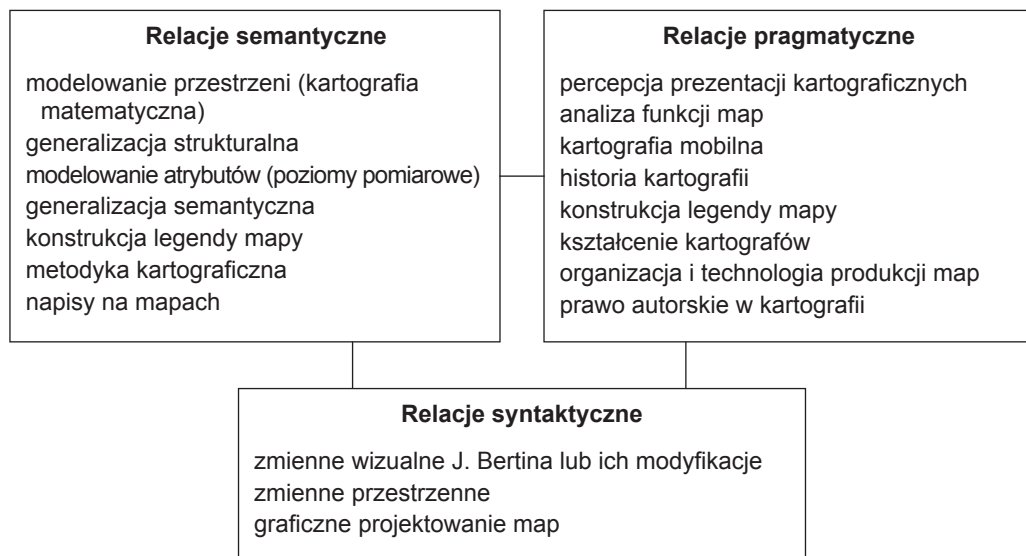 Relacje semantyczne
modelowanie przestrzeni (kartografia
matematyczna)
generalizacja strukturalna
modelowanie atrybutów (poziomy pomiarowe)
generalizacja semantyczna
konstrukcja legendy mapy
metodyka kartograficzna
napisy na mapach
Relacje pragmatyczne
percepcja prezentacji kartograficznych
analiza funkcji map
kartografia mobilna
historia kartografii
konstrukcja legendy mapy
kształcenie kartografów
organizacja i technologia produkcji map
prawo autorskie w kartografii
Relacje syntaktyczne
zmienne wizualne J. Bertina lub ich modyfikacje
zmienne przestrzenne
graficzne projektowanie map